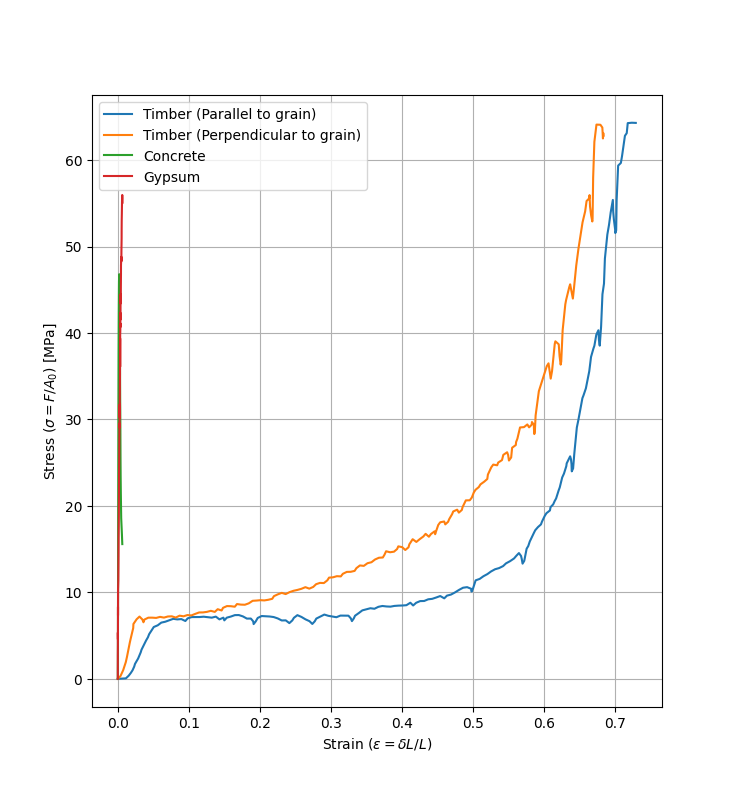 Timber (Parallel to grain)
Timber (Perpendicular to grain)
Concrete
Gypsum
60
50
40
30
20
10
0
Stress (σ = F/A₀) [MPa]
0.0 0.1 0.2 0.3 0.4 0.5 0.6 0.7
Strain (ε = δL/L)